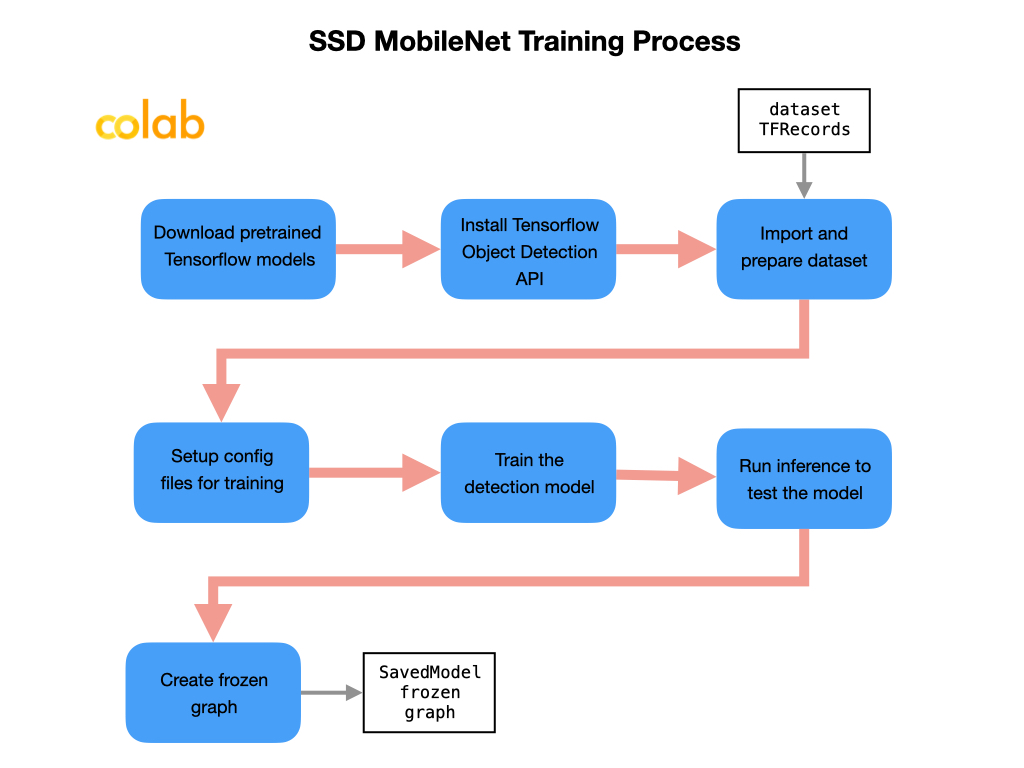 SSD MobileNet Training Process
colab
dataset
TFRecords
Download pretrained
Tensorflow models
Install Tensorflow
Object Detection
API
Import and
prepare dataset
Setup config
files for training
Train the
detection model
Run inference to
test the model
Create frozen
graph
SavedModel
frozen
graph